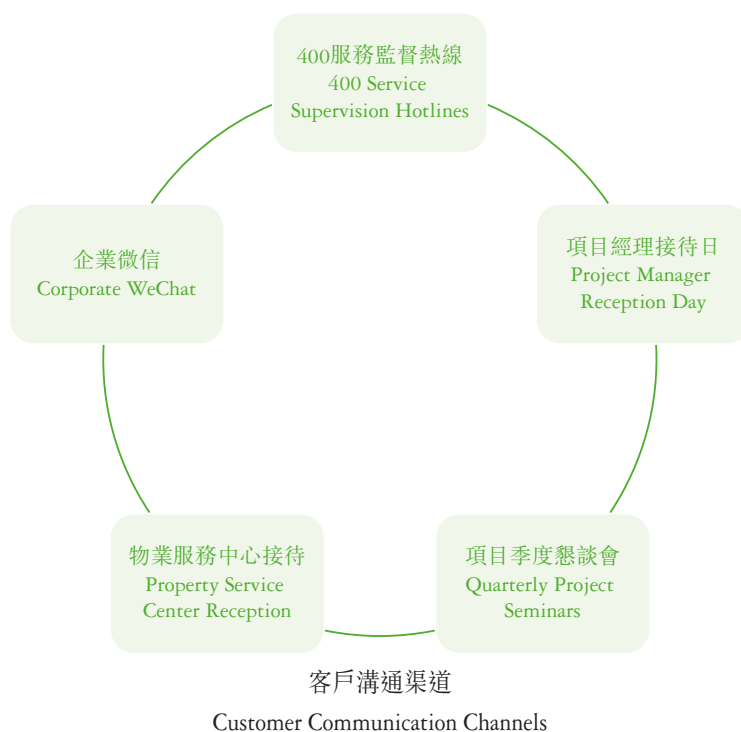 400服務監督熱線
400 Service
Supervision Hotlines
企業微信
Corporate WeChat
項目經理接待日
Project Manager
Reception Day
物業服務中心接待
Property Service
Center Reception
項目季度懇談會
Quarterly Project
Seminars
客戶溝通渠道
Customer Communication Channels